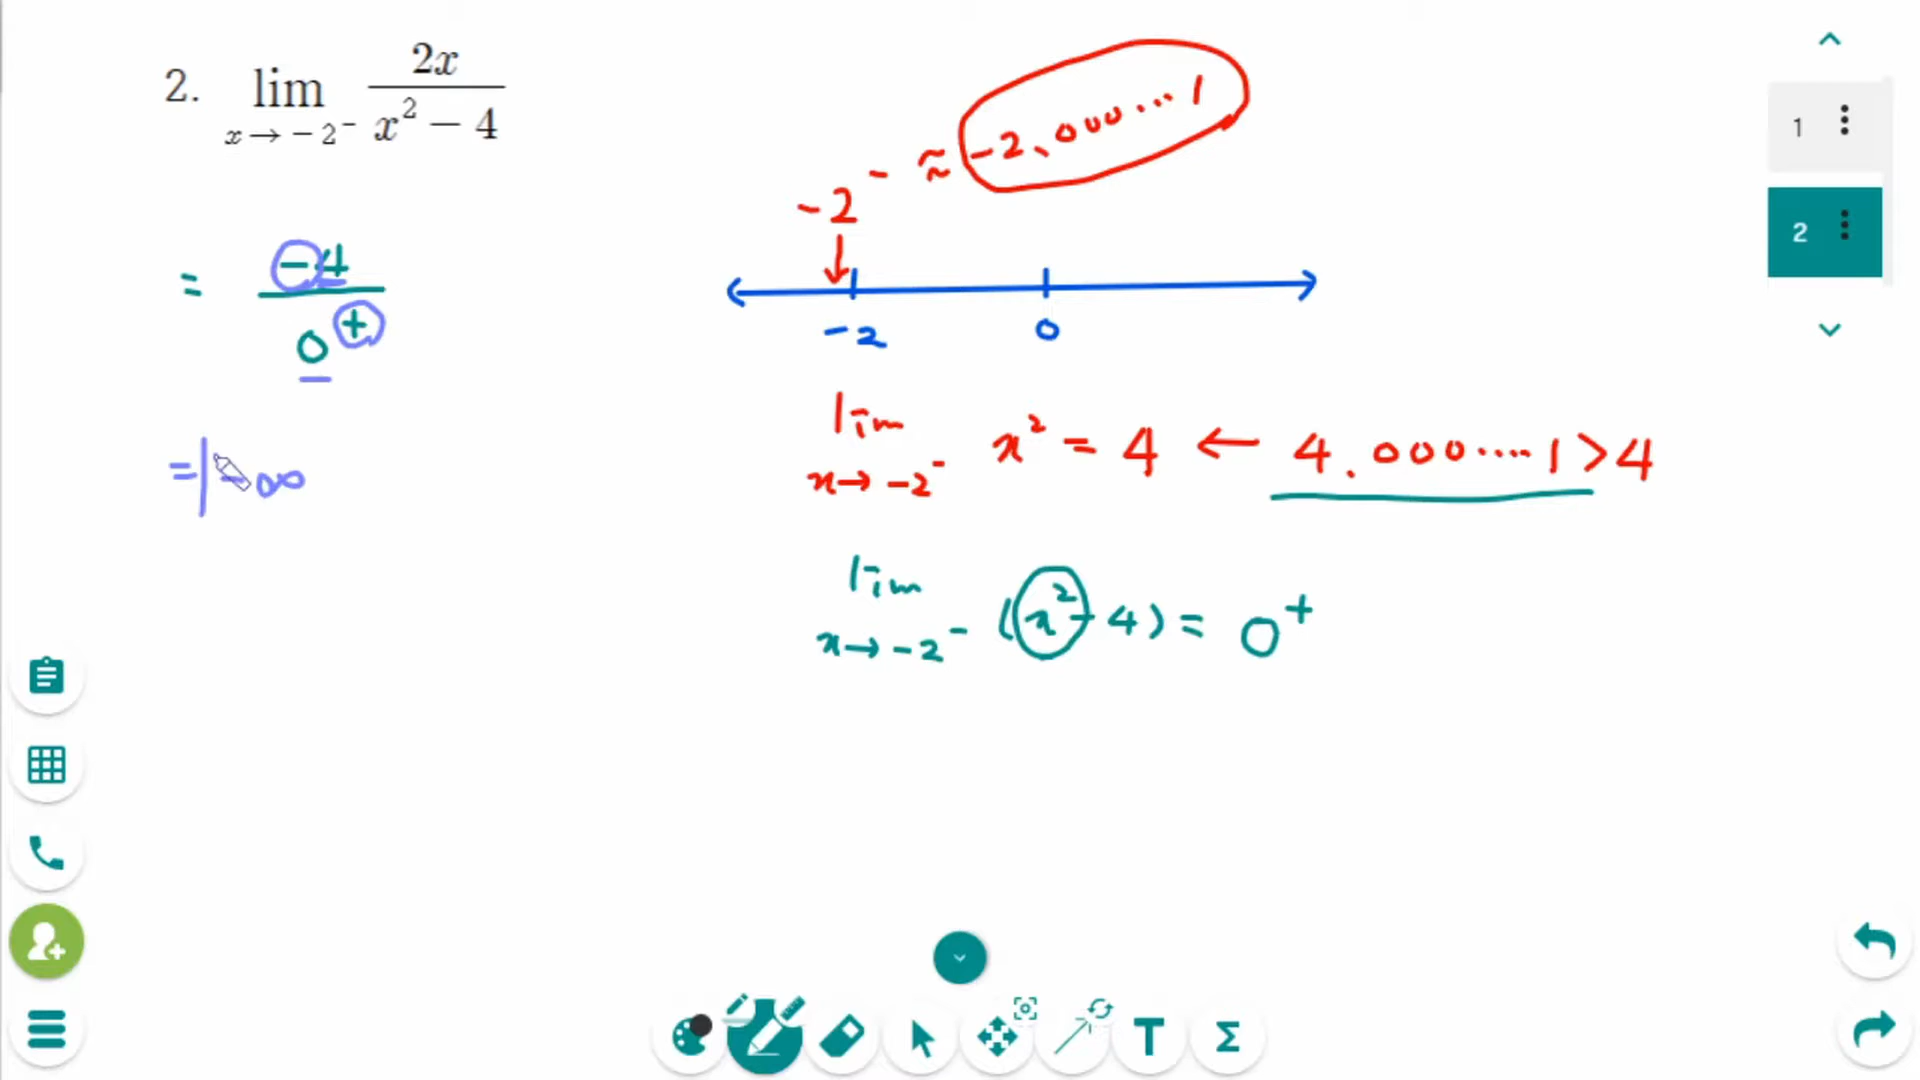 2. lim x→-2⁻ 2x / x² - 4
= -4 / 0⁺
= -∞
-2⁻ ≈ -2.000...1
-2 0
lim x→-2⁻ x² = 4 ← 4.000....1 > 4
lim x→-2⁻ (x² - 4) = 0⁺
1
2
T Σ